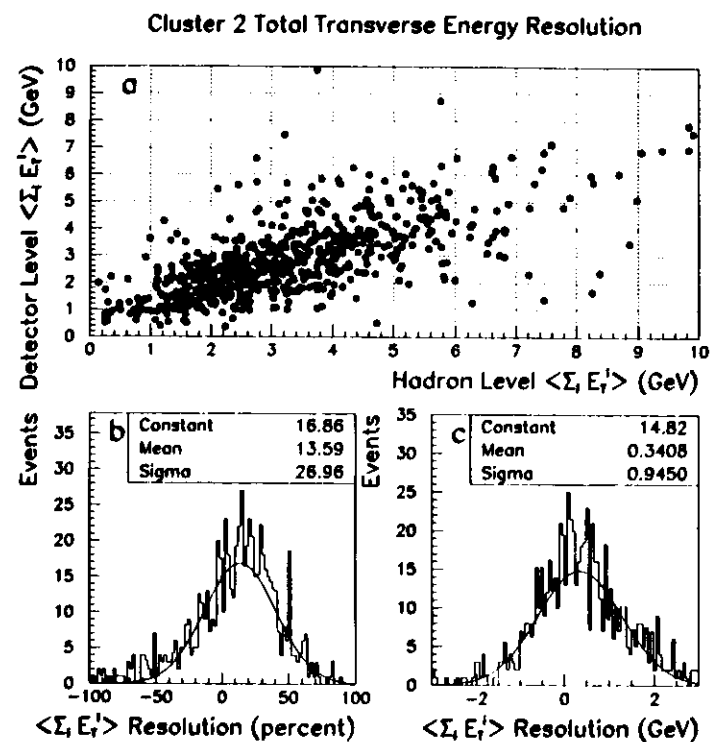 Cluster 2 Total Transverse Energy Resolution
Detector Level <Σᵢ E_T^i> (GeV)
10
9
8
7
6
5
4
3
2
1
0
a
0 1 2 3 4 5 6 7 8 9 10
Hadron Level <Σᵢ E_T^i> (GeV)
Events
35
30
25
20
15
10
5
0
b
Constant 16.86
Mean 13.59
Sigma 26.96
-100 -50 0 50 100
<Σᵢ E_T^i> Resolution (percent)
Events
35
30
25
20
15
10
5
0
c
Constant 14.82
Mean 0.3408
Sigma 0.9450
-2 0 2
<Σᵢ E_T^i> Resolution (GeV)